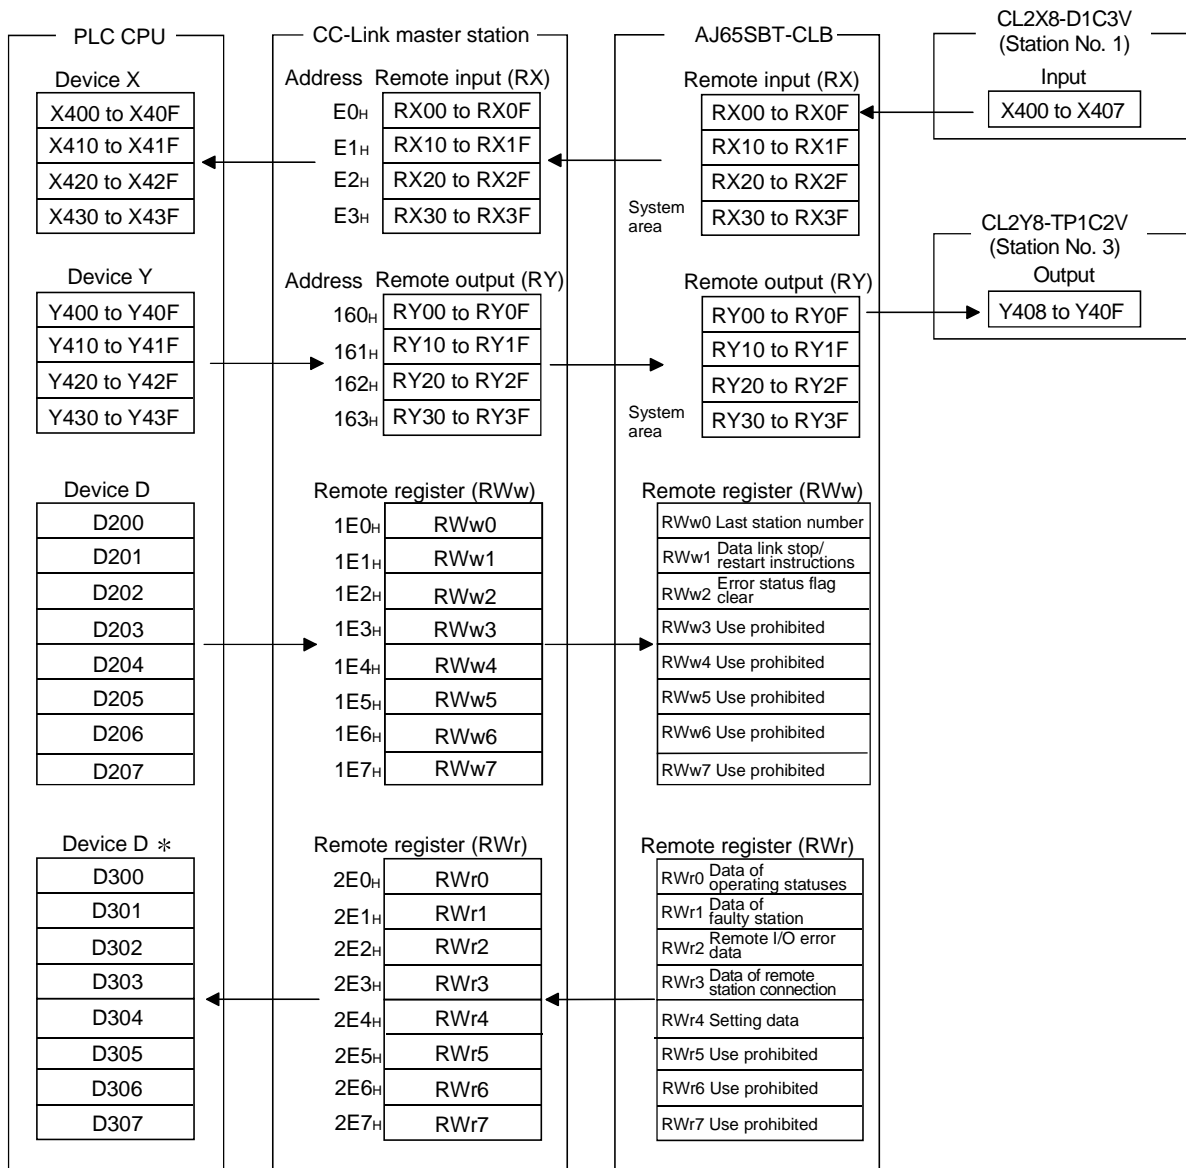 PLC CPU
Device X
X400 to X40F
X410 to X41F
X420 to X42F
X430 to X43F
Device Y
Y400 to Y40F
Y410 to Y41F
Y420 to Y42F
Y430 to Y43F
Device D
D200
D201
D202
D203
D204
D205
D206
D207
Device D *
D300
D301
D302
D303
D304
D305
D306
D307
CC-Link master station
Address Remote input (RX)
E0H RX00 to RX0F
E1H RX10 to RX1F
E2H RX20 to RX2F
E3H RX30 to RX3F
Address Remote output (RY)
160H RY00 to RY0F
161H RY10 to RY1F
162H RY20 to RY2F
163H RY30 to RY3F
Remote register (RWw)
1E0H RWw0
1E1H RWw1
1E2H RWw2
1E3H RWw3
1E4H RWw4
1E5H RWw5
1E6H RWw6
1E7H RWw7
Remote register (RWr)
2E0H RWr0
2E1H RWr1
2E2H RWr2
2E3H RWr3
2E4H RWr4
2E5H RWr5
2E6H RWr6
2E7H RWr7
AJ65SBT-CLB
Remote input (RX)
RX00 to RX0F
RX10 to RX1F
RX20 to RX2F
System
area
RX30 to RX3F
Remote output (RY)
RY00 to RY0F
RY10 to RY1F
RY20 to RY2F
System
area
RY30 to RY3F
Remote register (RWw)
RWw0 Last station number
RWw1 Data link stop/
restart instructions
RWw2 Error status flag
clear
RWw3 Use prohibited
RWw4 Use prohibited
RWw5 Use prohibited
RWw6 Use prohibited
RWw7 Use prohibited
Remote register (RWr)
RWr0 Data of
operating statuses
RWr1 Data of
faulty station
RWr2 Remote I/O error
data
RWr3 Data of remote
station connection
RWr4 Setting data
RWr5 Use prohibited
RWr6 Use prohibited
RWr7 Use prohibited
CL2X8-D1C3V
(Station No. 1)
Input
X400 to X407
CL2Y8-TP1C2V
(Station No. 3)
Output
Y408 to Y40F